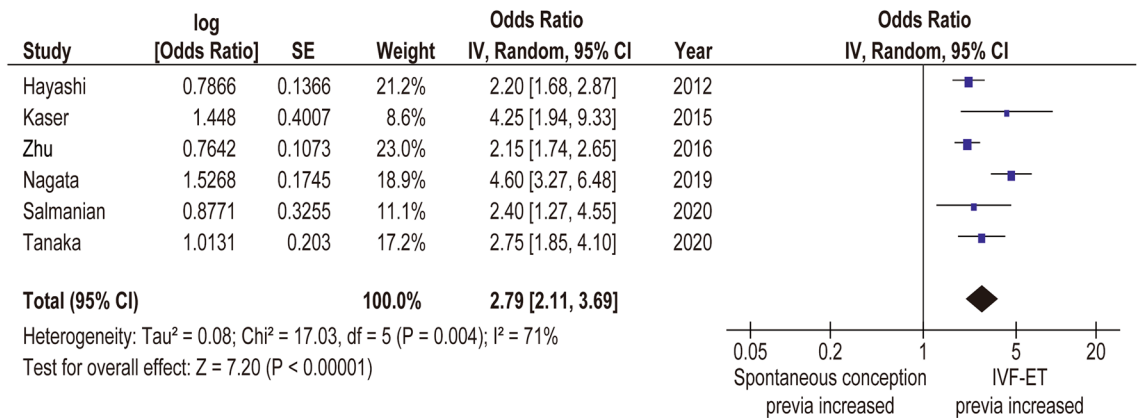 log Odds Ratio Odds Ratio
Study [Odds Ratio] SE Weight IV, Random, 95% CI Year IV, Random, 95% CI
Hayashi 0.7866 0.1366 21.2% 2.20 [1.68, 2.87] 2012
Kaser 1.448 0.4007 8.6% 4.25 [1.94, 9.33] 2015
Zhu 0.7642 0.1073 23.0% 2.15 [1.74, 2.65] 2016
Nagata 1.5268 0.1745 18.9% 4.60 [3.27, 6.48] 2019
Salmanian 0.8771 0.3255 11.1% 2.40 [1.27, 4.55] 2020
Tanaka 1.0131 0.203 17.2% 2.75 [1.85, 4.10] 2020
Total (95% CI) 100.0% 2.79 [2.11, 3.69]
Heterogeneity: Tau² = 0.08; Chi² = 17.03, df = 5 (P = 0.004); I² = 71%
Test for overall effect: Z = 7.20 (P < 0.00001)
0.05 0.2 1 5 20
Spontaneous conception IVF-ET
previa increased previa increased